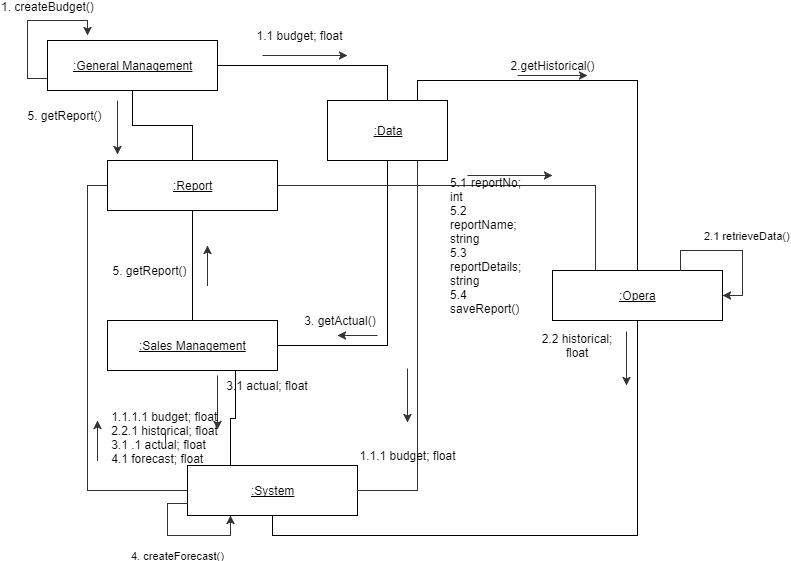 1. createBudget()
1.1 budget; float
:General Management
2.getHistorical()
5. getReport()
:Data
:Report
5.1 reportNo;
int
5.2
reportName;
string
5.3
reportDetails;
string
5.4
saveReport()
2.1 retrieveData()
5. getReport()
:Opera
3. getActual()
:Sales Management
2.2 historical;
float
3.1 actual; float
1.1.1.1 budget; float
2.2.1 historical; float
3.1 .1 actual; float
4.1 forecast; float
1.1.1 budget; float
:System
4. createForecast()